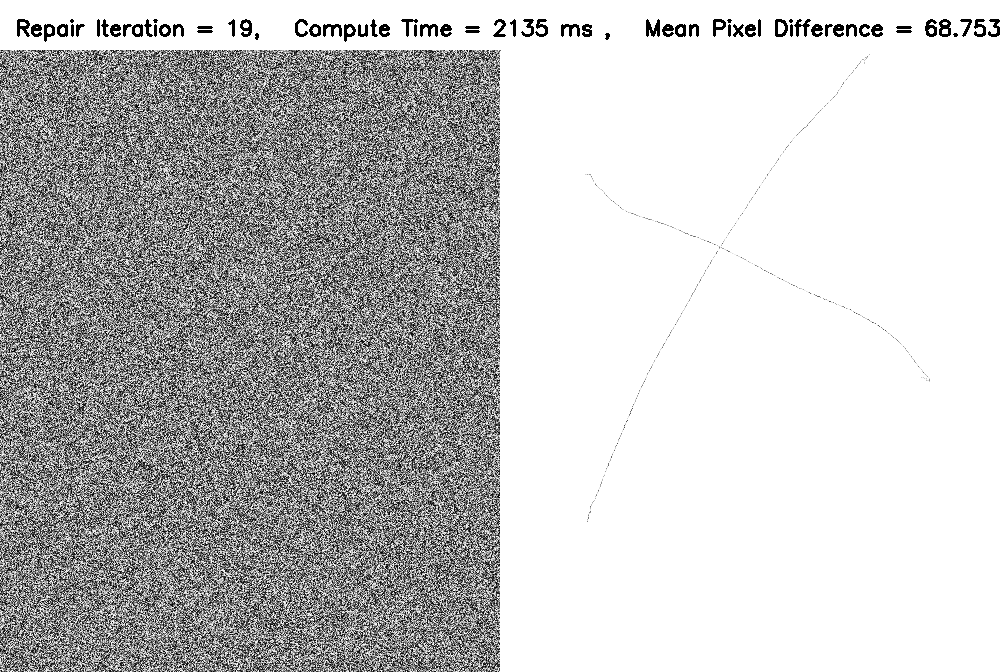 Repair Iteration = 19,   Compute Time = 2135 ms ,   Mean Pixel Difference = 68.753